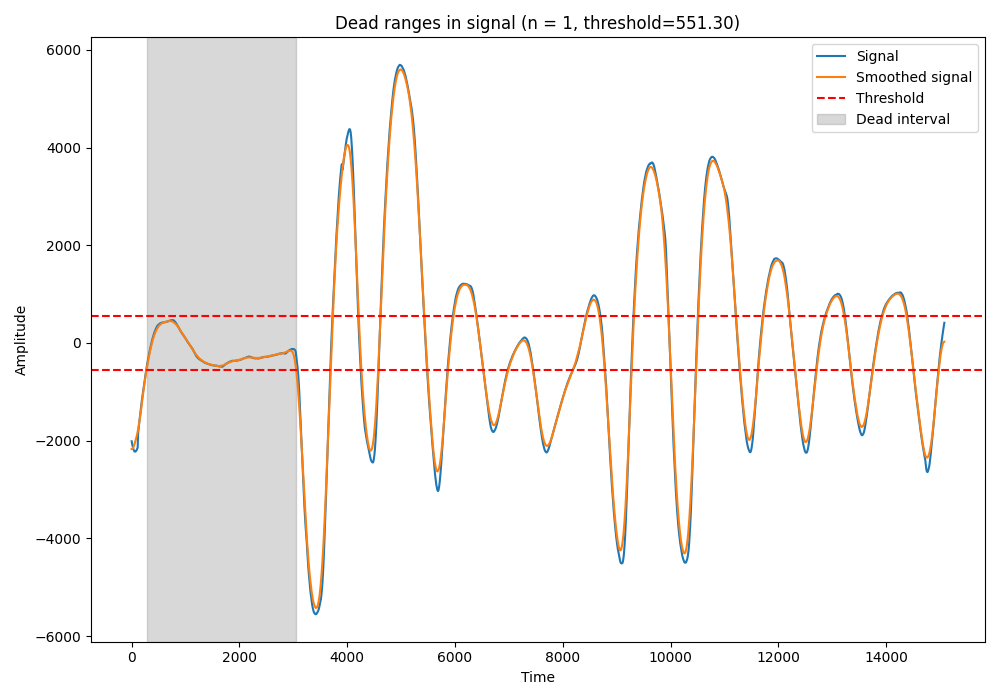 Dead ranges in signal (n = 1, threshold=551.30)
Signal
Smoothed signal
Threshold
Dead interval
Amplitude
6000
4000
2000
0
−2000
−4000
−6000
0 2000 4000 6000 8000 10000 12000 14000
Time